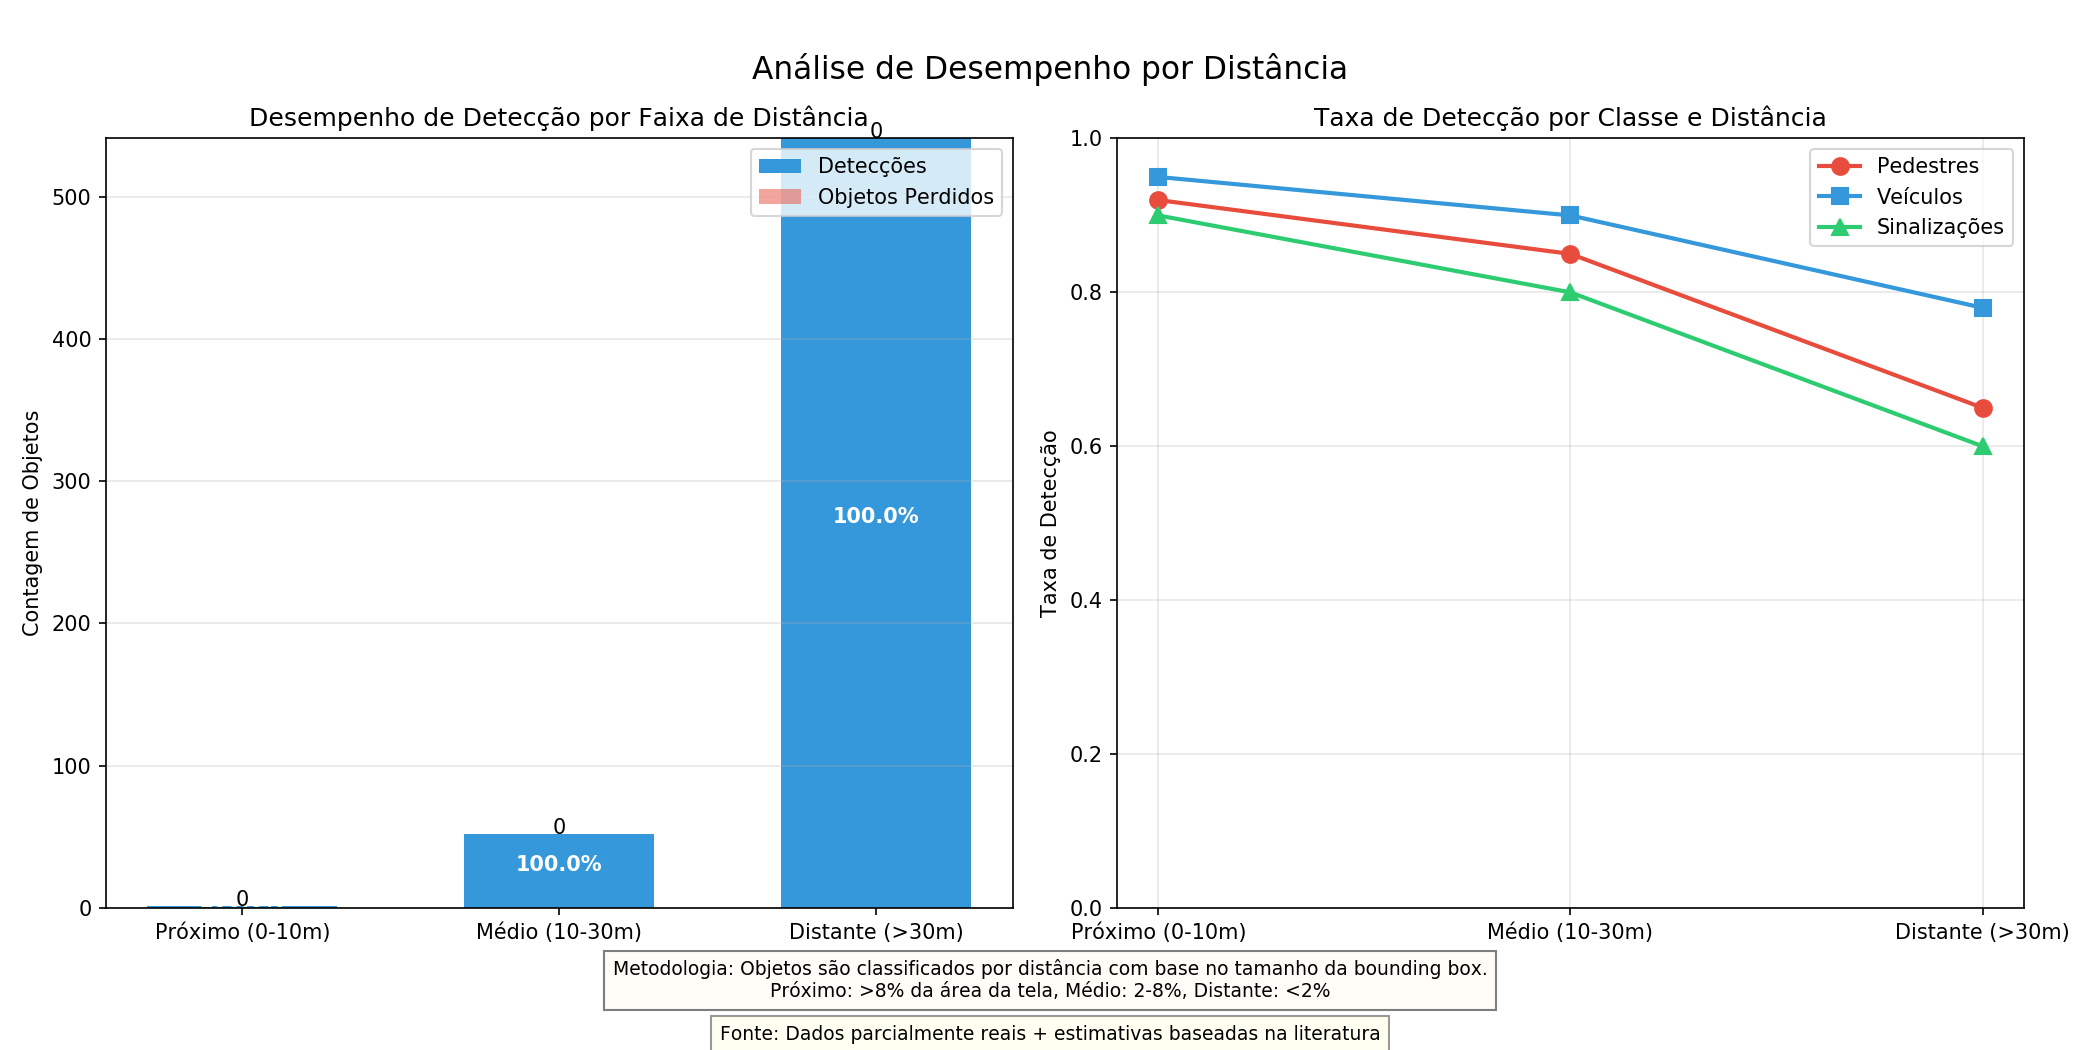 Análise de Desempenho por Distância
Desempenho de Detecção por Faixa de Distância
0
Detecções
Objetos Perdidos
500
400
300
200
100
0
Contagem de Objetos
100.0%
0
100.0%
0
Próximo (0-10m)
Médio (10-30m)
Distante (>30m)
Taxa de Detecção por Classe e Distância
Pedestres
Veículos
Sinalizações
1.0
0.8
0.6
0.4
0.2
0.0
Taxa de Detecção
Próximo (0-10m)
Médio (10-30m)
Distante (>30m)
Metodologia: Objetos são classificados por distância com base no tamanho da bounding box.
Próximo: >8% da área da tela, Médio: 2-8%, Distante: <2%
Fonte: Dados parcialmente reais + estimativas baseadas na literatura